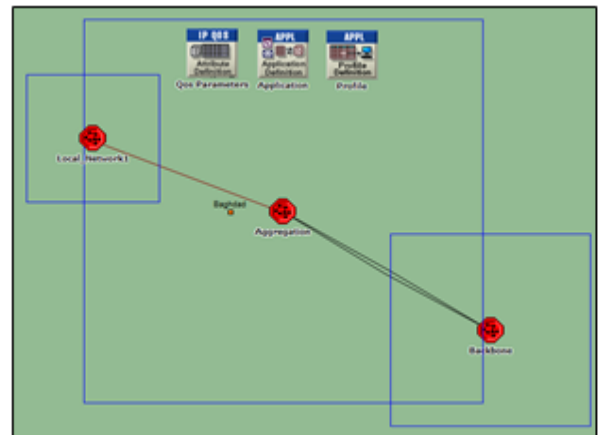 IP QOS
Attribute
Definition
Qos Parameters
APPL
Application
Definition
Application
APPL
Profile
Definition
Profile
Local Network1
Baghdad
Aggregation
Backbone